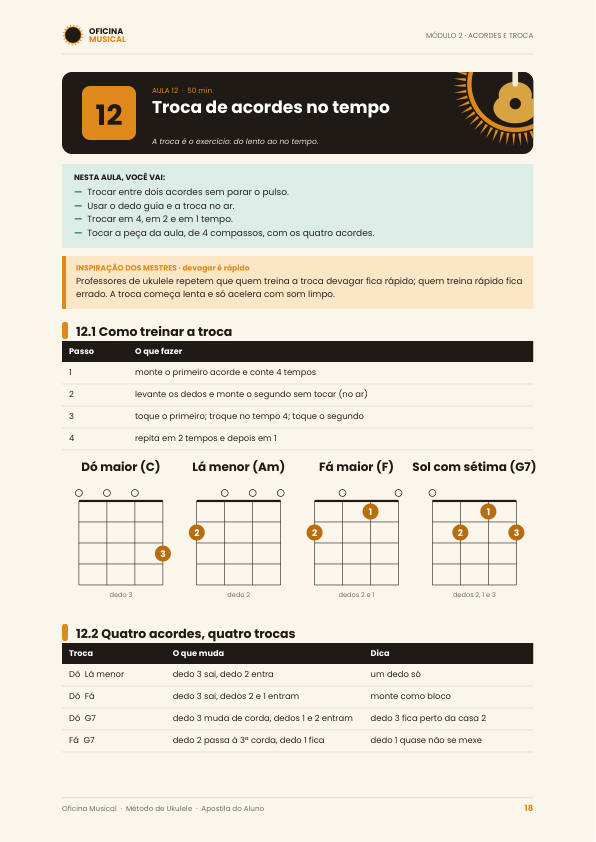 OFICINA
MUSICAL
MÓDULO 2 · ACORDES E TROCA
12
AULA 12 · 50 min
Troca de acordes no tempo
A troca é o exercício: do lento ao no tempo.
NESTA AULA, VOCÊ VAI:
— Trocar entre dois acordes sem parar o pulso.
— Usar o dedo guia e a troca no ar.
— Trocar em 4, em 2 e em 1 tempo.
— Tocar a peça da aula, de 4 compassos, com os quatro acordes.
INSPIRAÇÃO DOS MESTRES · devagar é rápido
Professores de ukulele repetem que quem treina a troca devagar fica rápido; quem treina rápido fica
errado. A troca começa lenta e só acelera com som limpo.
12.1 Como treinar a troca
Passo O que fazer
1 monte o primeiro acorde e conte 4 tempos
2 levante os dedos e monte o segundo sem tocar (no ar)
3 toque o primeiro; troque no tempo 4; toque o segundo
4 repita em 2 tempos e depois em 1
Dó maior (C) Lá menor (Am) Fá maior (F) Sol com sétima (G7)
1 1
2 2 2 3
3
dedo 3 dedo 2 dedos 2 e 1 dedos 2, 1 e 3
12.2 Quatro acordes, quatro trocas
Troca O que muda Dica
Dó Lá menor dedo 3 sai, dedo 2 entra um dedo só
Dó Fá dedo 3 sai, dedos 2 e 1 entram monte como bloco
Dó G7 dedo 3 muda de corda, dedos 1 e 2 entram dedo 3 fica perto da casa 2
Fá G7 dedo 2 passa à 3ª corda, dedo 1 fica dedo 1 quase não se mexe
Oficina Musical · Método de Ukulele · Apostila do Aluno 18